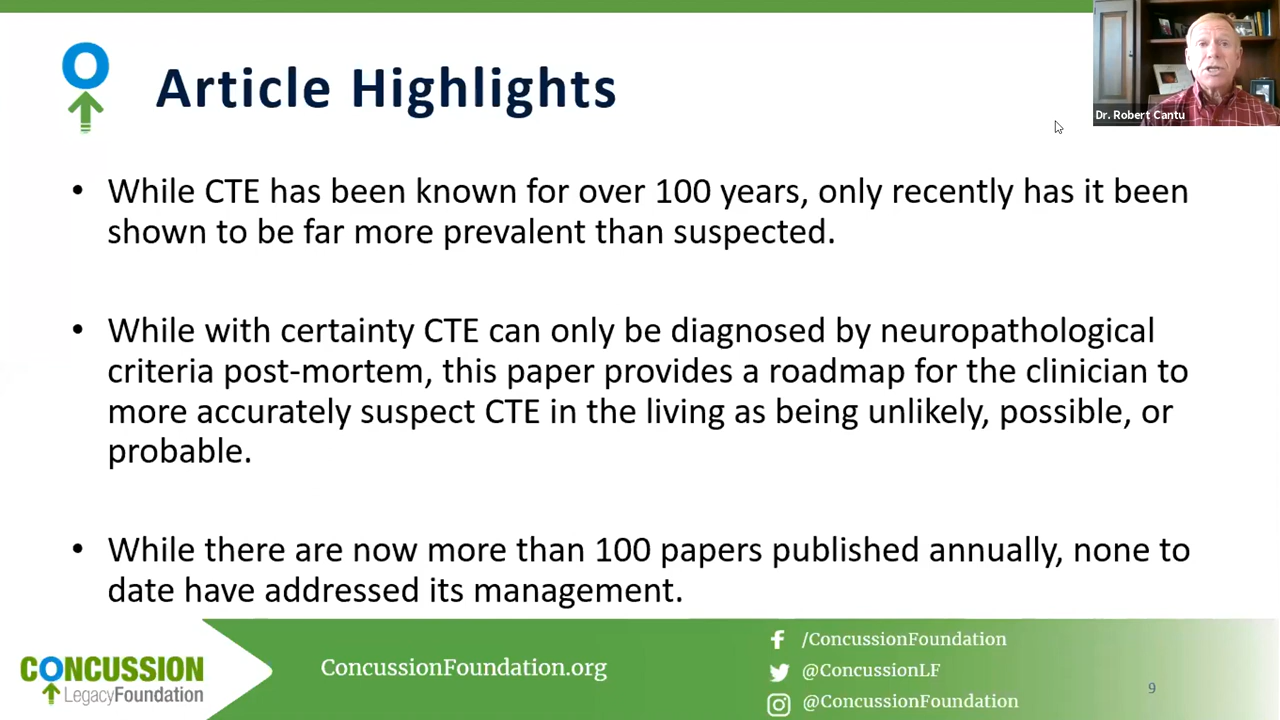 Article Highlights
Dr. Robert Cantu
• While CTE has been known for over 100 years, only recently has it been
shown to be far more prevalent than suspected.
• While with certainty CTE can only be diagnosed by neuropathological
criteria post-mortem, this paper provides a roadmap for the clinician to
more accurately suspect CTE in the living as being unlikely, possible, or
probable.
• While there are now more than 100 papers published annually, none to
date have addressed its management.
CONCUSSION
LegacyFoundation
ConcussionFoundation.org
/ConcussionFoundation
@ConcussionLF
@ConcussionFoundation
9